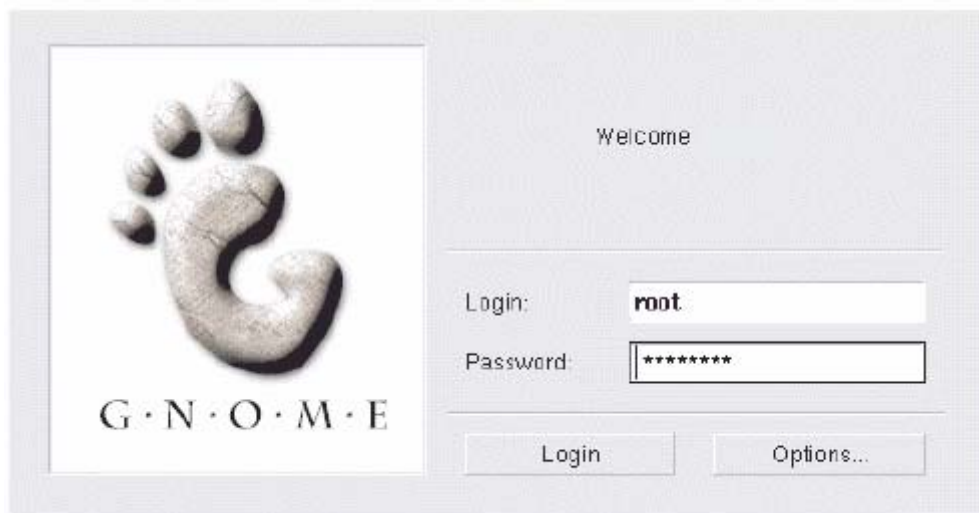 Welcome
Login: root
Password: ********
G·N·O·M·E
Login Options...